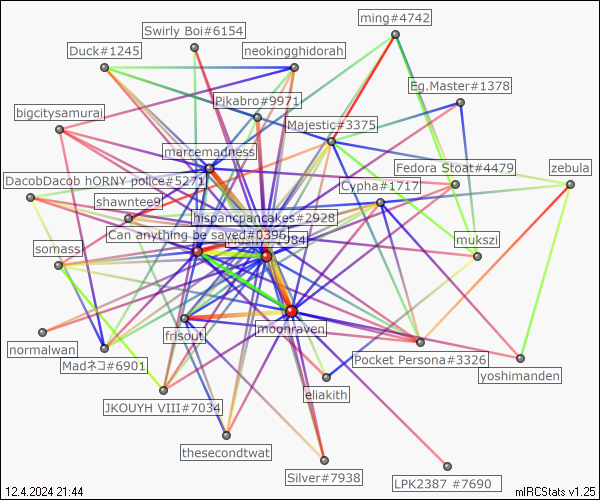 ming#4742
Swirly Boi#6154
Duck#1245
neokingghidorah
Eg.Master#1378
Pikabro#9971
bigcitysamurai
Majestic#3375
marcemadness
Fedora Stoat#4479
zebula
DacobDacob hORNY police#5271
Cypha#1717
shawntee9
hispancpancakes#2928
Can anything be saved#0396
mukszi
somass
moonraven
frisout
normalwan
Madネコ#6901
Pocket Persona#3326
yoshimanden
eliakith
JKOUYH VIII#7034
thesecondtwat
Silver#7938
LPK2387 #7690
12.4.2024 21:44
mIRCStats v1.25